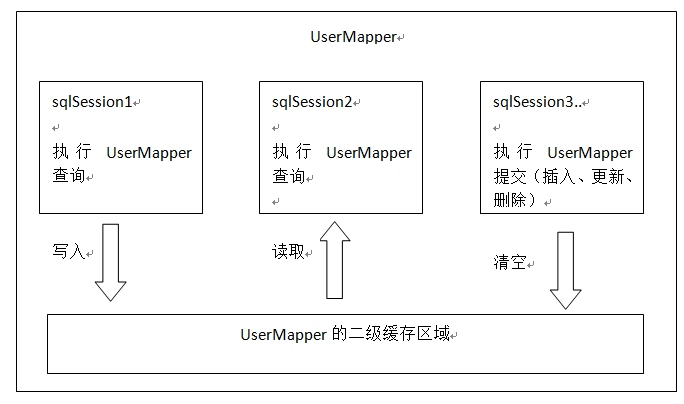 UserMapper
sqlSession1
执行 UserMapper
查询
sqlSession2
执行 UserMapper
查询
sqlSession3..
执行 UserMapper
提交（插入、更新、
删除）
写入
读取
清空
UserMapper 的二级缓存区域